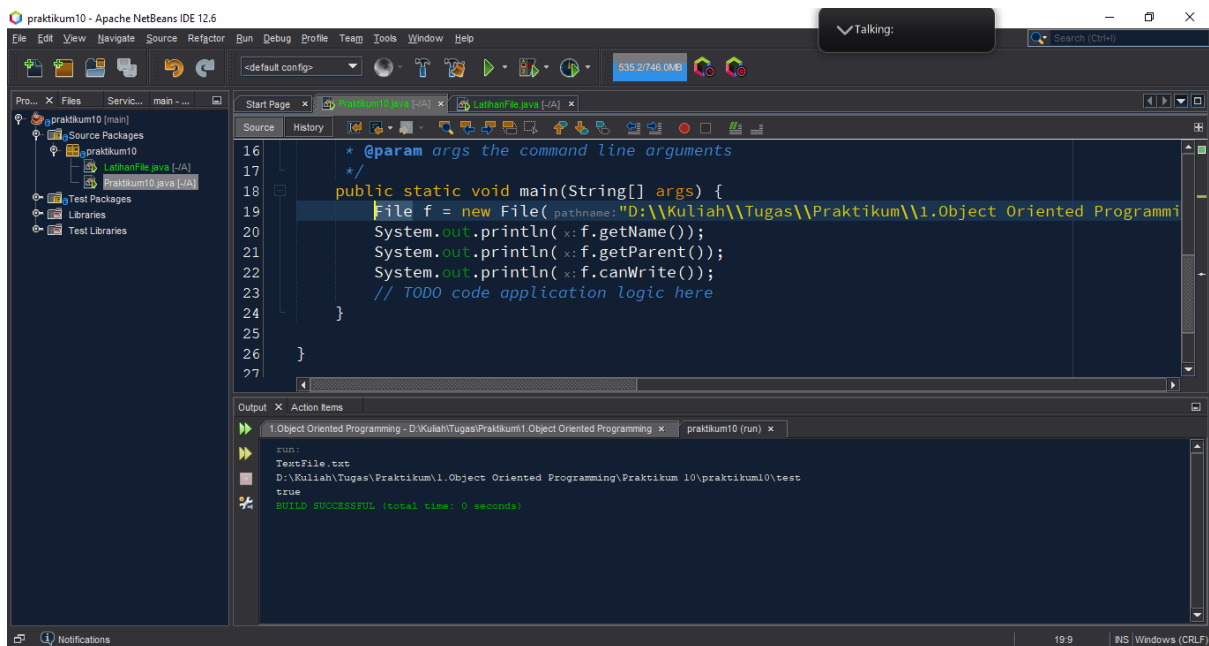 praktikum10 - Apache NetBeans IDE 12.6
Talking:
File Edit View Navigate Source Refactor Run Debug Profile Team Tools Window Help
Search (Ctrl+I)
<default config>
535.2/746.0MB
Pro... Files Servic... main - ...
Start Page Praktikum10.java [-/A] LatihanFile.java [-/A]
praktikum10 [main]
Source Packages
praktikum10
LatihanFile.java [-/A]
Praktikum10.java [-/A]
Test Packages
Libraries
Test Libraries
Source History
16 * @param args the command line arguments
17 */
18 public static void main(String[] args) {
19 File f = new File( pathname: "D:\\Kuliah\\Tugas\\Praktikum\\1.Object Oriented Programmi
20 System.out.println( x: f.getName());
21 System.out.println( x: f.getParent());
22 System.out.println( x: f.canWrite());
23 // TODO code application logic here
24 }
25
26 }
27
Output Action Items
1.Object Oriented Programming - D:\Kuliah\Tugas\Praktikum\1.Object Oriented Programming praktikum10 (run)
run:
TextFile.txt
D:\Kuliah\Tugas\Praktikum\1.Object Oriented Programming\Praktikum 10\praktikum10\test
true
BUILD SUCCESSFUL (total time: 0 seconds)
Notifications
19:9 INS Windows (CRLF)